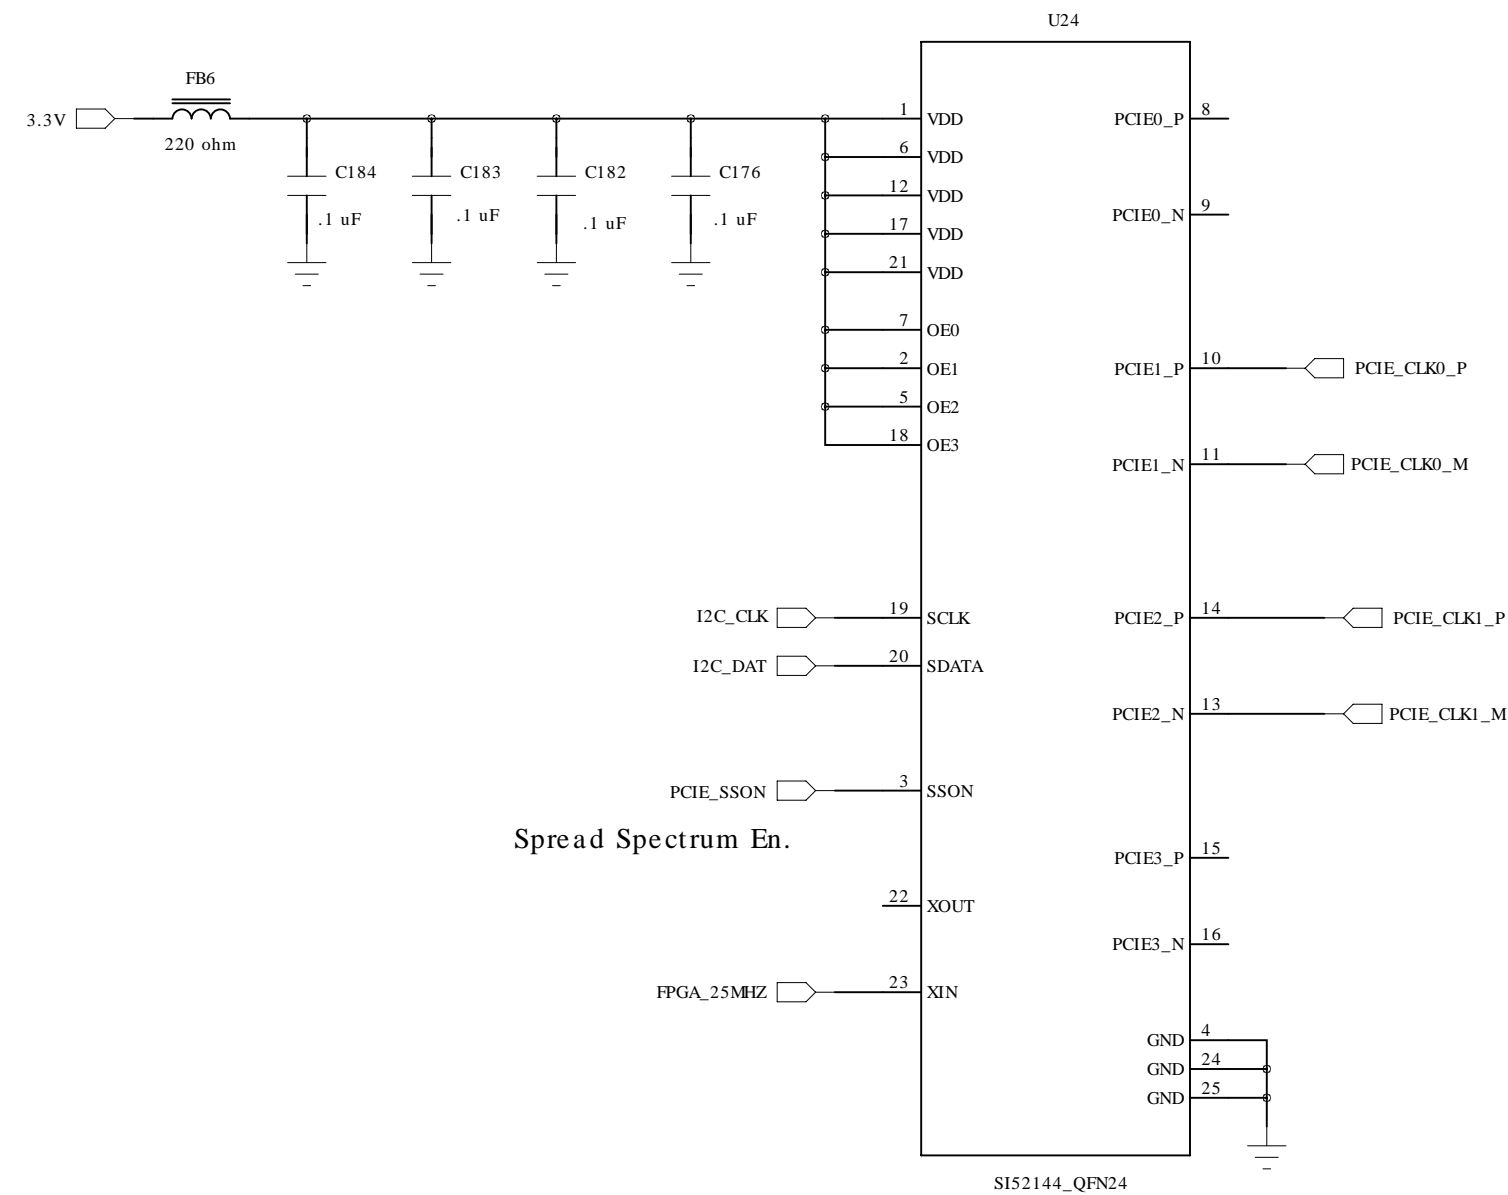 U24
FB6
3.3V
220 ohm
C184
.1 uF
C183
.1 uF
C182
.1 uF
C176
.1 uF
1 VDD
6 VDD
12 VDD
17 VDD
21 VDD
7 OE0
2 OE1
5 OE2
18 OE3
I2C_CLK 19 SCLK
I2C_DAT 20 SDATA
PCIE_SSON 3 SSON
Spread Spectrum En.
22 XOUT
FPGA_25MHZ 23 XIN
PCIE0_P 8
PCIE0_N 9
PCIE1_P 10 PCIE_CLK0_P
PCIE1_N 11 PCIE_CLK0_M
PCIE2_P 14 PCIE_CLK1_P
PCIE2_N 13 PCIE_CLK1_M
PCIE3_P 15
PCIE3_N 16
GND 4
GND 24
GND 25
SI52144_QFN24